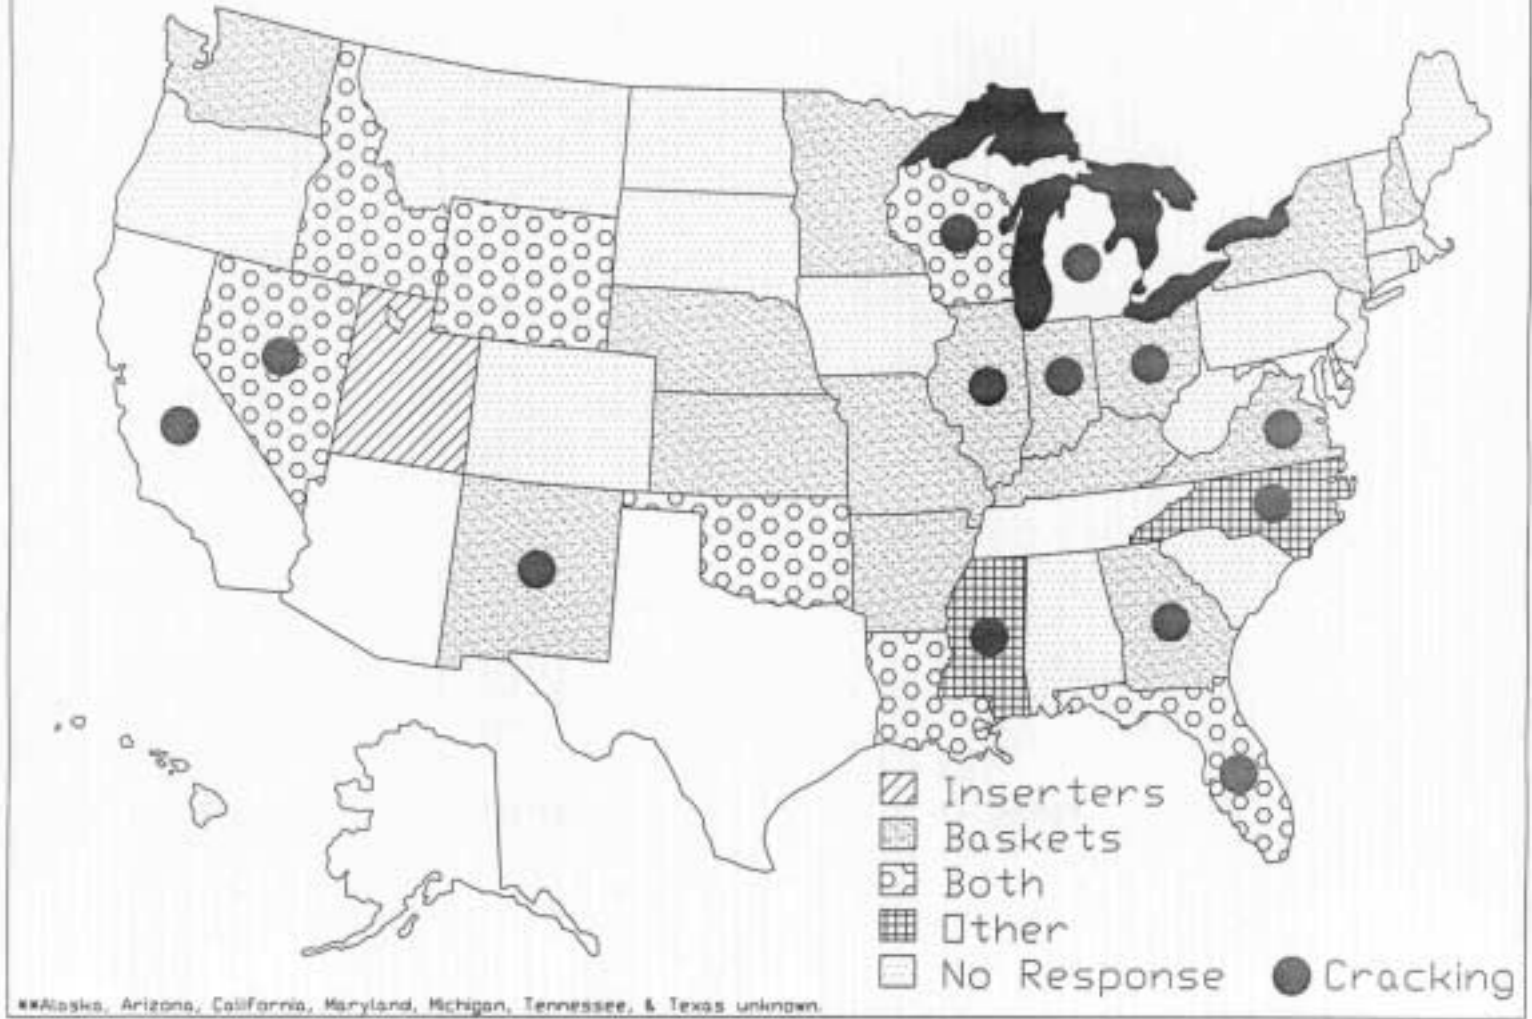 Inserters
Baskets
Both
Other
No Response
Cracking
**Alaska, Arizona, California, Maryland, Michigan, Tennessee, & Texas unknown.